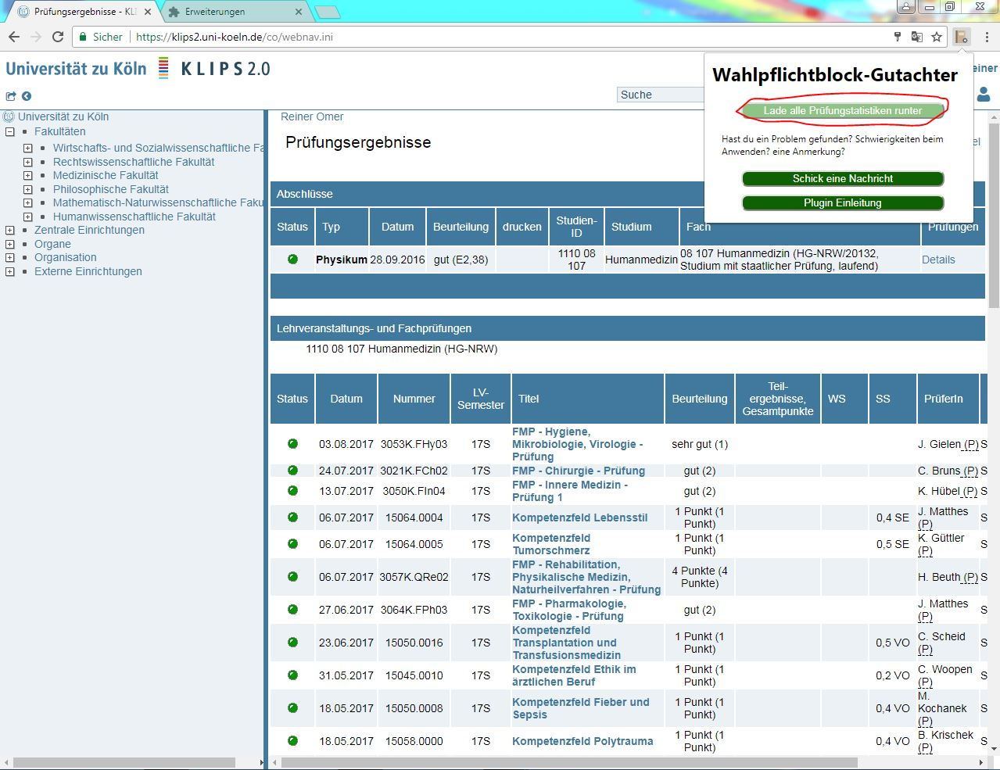 Prüfungsergebnisse - KLI
Erweiterungen
Sicher
https://klips2.uni-koeln.de/co/webnav.ini
Universität zu Köln KLIPS 2.0
einer
Suche
Wahlpflichtblock-Gutachter
Lade alle Prüfungstatistiken runter
Hast du ein Problem gefunden? Schwierigkeiten beim
Anwenden? eine Anmerkung?
Schick eine Nachricht
Plugin Einleitung
Universität zu Köln
Fakultäten
Wirtschafts- und Sozialwissenschaftliche Fa
Rechtswissenschaftliche Fakultät
Medizinische Fakultät
Philosophische Fakultät
Mathematisch-Naturwissenschaftliche Faku
Humanwissenschaftliche Fakultät
Zentrale Einrichtungen
Organe
Organisation
Externe Einrichtungen
Reiner Omer
Prüfungsergebnisse
el
Abschlüsse
Status Typ Datum Beurteilung drucken Studien-ID Studium Fach Prüfungen
Physikum 28.09.2016 gut (E2,38) 1110 08 107 Humanmedizin 08 107 Humanmedizin (HG-NRW/20132, Studium mit staatlicher Prüfung, laufend) Details
Lehrveranstaltungs- und Fachprüfungen
1110 08 107 Humanmedizin (HG-NRW)
Status Datum Nummer LV-Semester Titel Beurteilung Teil-ergebnisse, Gesamtpunkte WS SS PrüferIn
03.08.2017 3053K.FHy03 17S FMP - Hygiene, Mikrobiologie, Virologie - Prüfung sehr gut (1) J. Gielen (P) S
24.07.2017 3021K.FCh02 17S FMP - Chirurgie - Prüfung gut (2) C. Bruns (P) S
13.07.2017 3050K.FIn04 17S FMP - Innere Medizin - Prüfung 1 gut (2) K. Hübel (P) S
06.07.2017 15064.0004 17S Kompetenzfeld Lebensstil 1 Punkt (1 Punkt) 0,4 SE J. Matthes (P) S
06.07.2017 15064.0005 17S Kompetenzfeld Tumorschmerz 1 Punkt (1 Punkt) 0,5 SE K. Güttler (P) S
06.07.2017 3057K.QRe02 17S FMP - Rehabilitation, Physikalische Medizin, Naturheilverfahren - Prüfung 4 Punkte (4 Punkte) H. Beuth (P) S
27.06.2017 3064K.FPh03 17S FMP - Pharmakologie, Toxikologie - Prüfung gut (2) J. Matthes (P) S
23.06.2017 15050.0016 17S Kompetenzfeld Transplantation und Transfusionsmedizin 1 Punkt (1 Punkt) 0,5 VO C. Scheid (P) S
31.05.2017 15045.0010 17S Kompetenzfeld Ethik im ärztlichen Beruf 1 Punkt (1 Punkt) 0,2 VO C. Woopen (P) S
18.05.2017 15050.0008 17S Kompetenzfeld Fieber und Sepsis 1 Punkt (1 Punkt) 0,4 VO M. Kochanek (P) S
18.05.2017 15058.0000 17S Kompetenzfeld Polytrauma 1 Punkt (1 Punkt) 0,4 VO B. Krischek (P) S